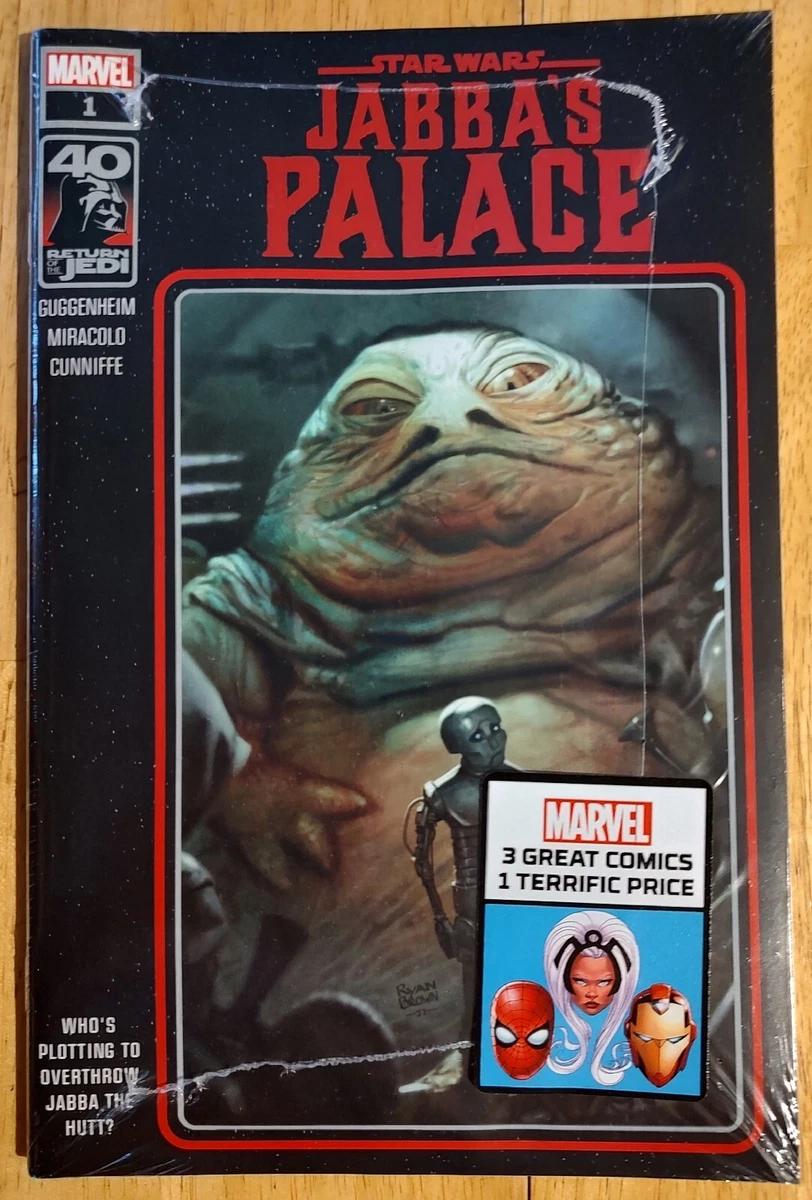 MARVEL
1
40
RETURN
OF THE JEDI
STAR WARS
JABBA'S
PALACE
GUGGENHEIM
MIRACOLO
CUNNIFFE
MARVEL
3 GREAT COMICS
1 TERRIFIC PRICE
RYAN
BROWN
WHO'S
PLOTTING TO
OVERTHROW
JABBA THE
HUTT?